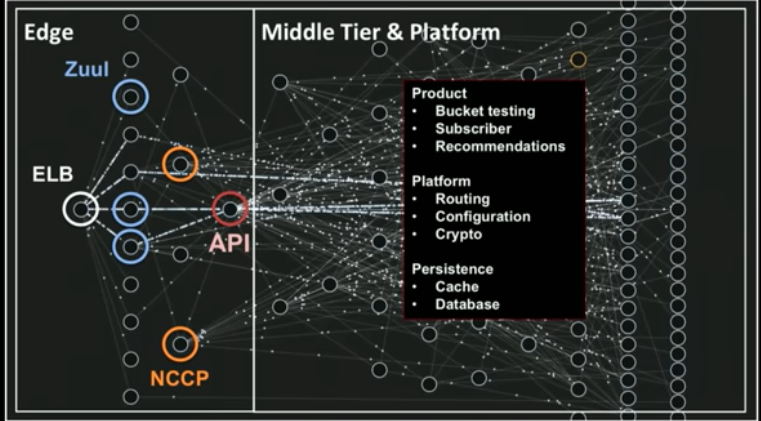 Edge
Middle Tier & Platform
Zuul
ELB
API
NCCP
Product
• Bucket testing
• Subscriber
• Recommendations
Platform
• Routing
• Configuration
• Crypto
Persistence
• Cache
• Database